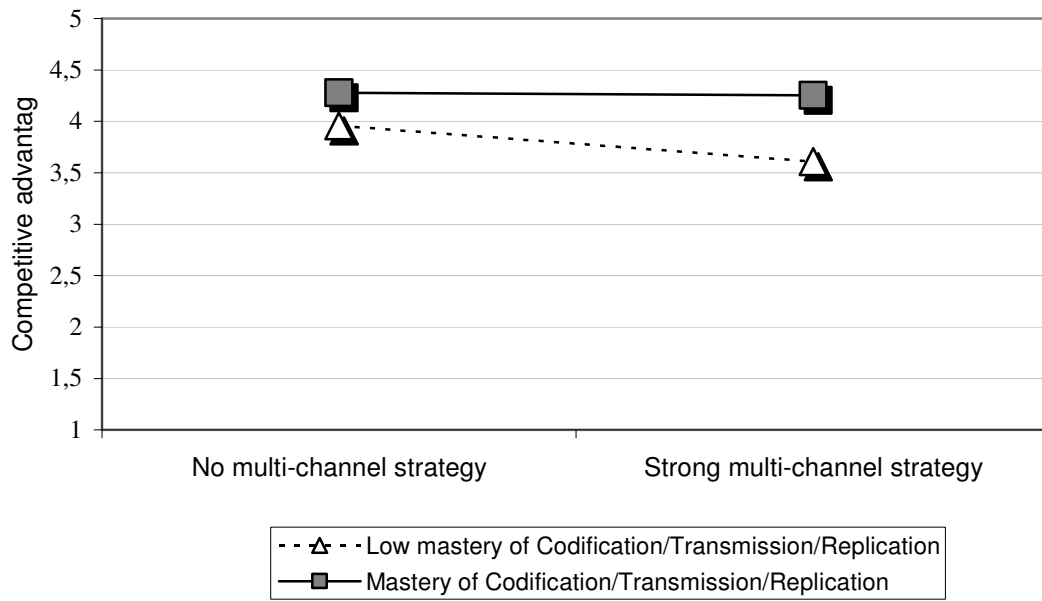 5
4,5
4
3,5
3
2,5
2
1,5
1
Competitive advantag
No multi-channel strategy
Strong multi-channel strategy
Low mastery of Codification/Transmission/Replication
Mastery of Codification/Transmission/Replication